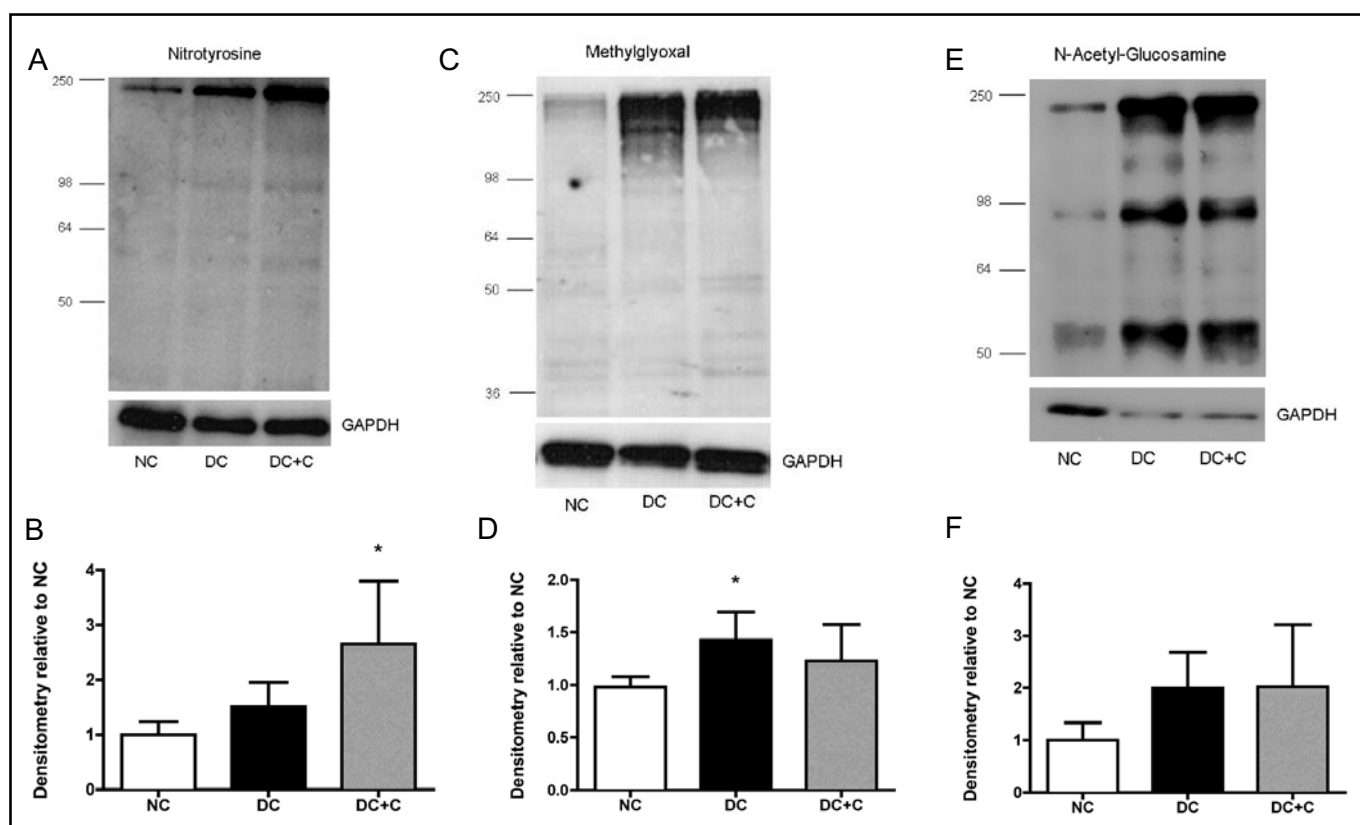 A
Nitrotyrosine
250
98
64
50
GAPDH
NC DC DC+C
C
Methylglyoxal
250
98
64
50
36
GAPDH
NC DC DC+C
E
N-Acetyl-Glucosamine
250
98
64
50
GAPDH
NC DC DC+C
B
Densitometry relative to NC
4
3
2
1
0
*
NC DC DC+C
D
Densitometry relative to NC
2.0
1.5
1.0
0.5
0.0
*
NC DC DC+C
F
Densitometry relative to NC
4
3
2
1
0
NC DC DC+C